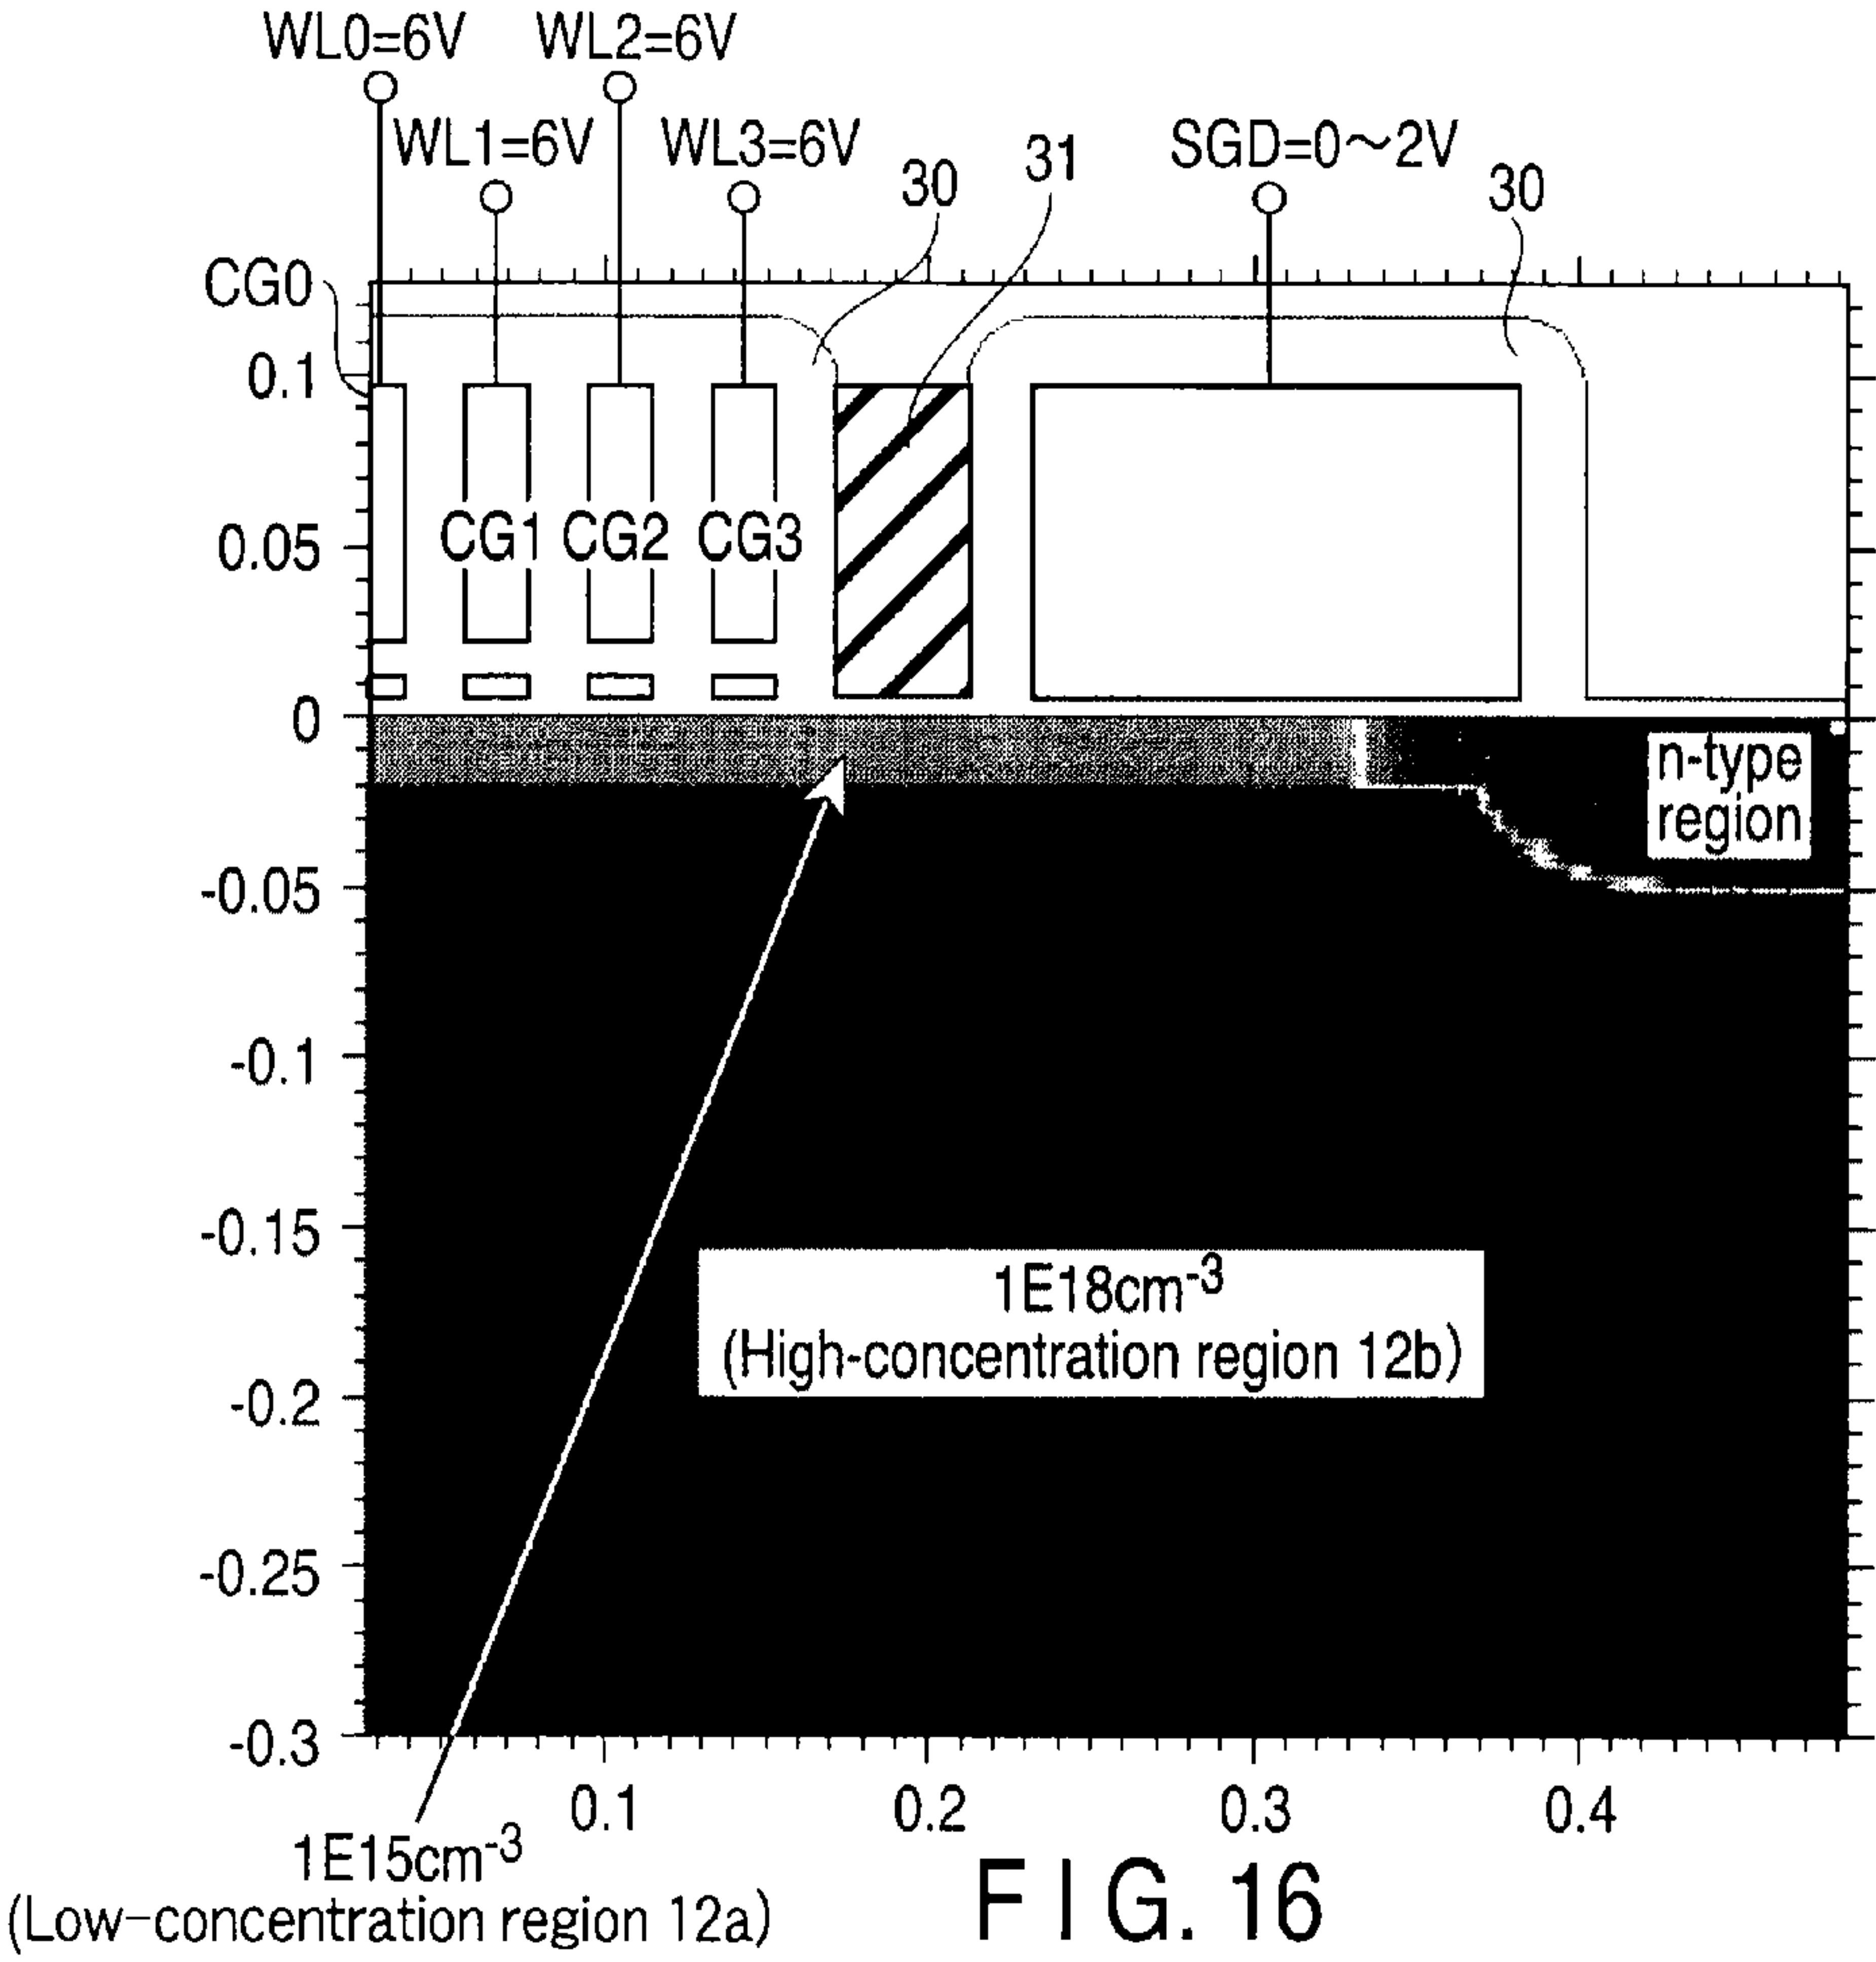 WL0=6V WL2=6V
WL1=6V WL3=6V 30 31 SGD=0～2V 30
CG0
0.1
CG1 CG2 CG3
0.05
0
n-type
region
-0.05
-0.1
-0.15
1E18cm-3
(High-concentration region 12b)
-0.2
-0.25
-0.3
0.1 0.2 0.3 0.4
1E15cm-3
(Low-concentration region 12a)
FIG. 16